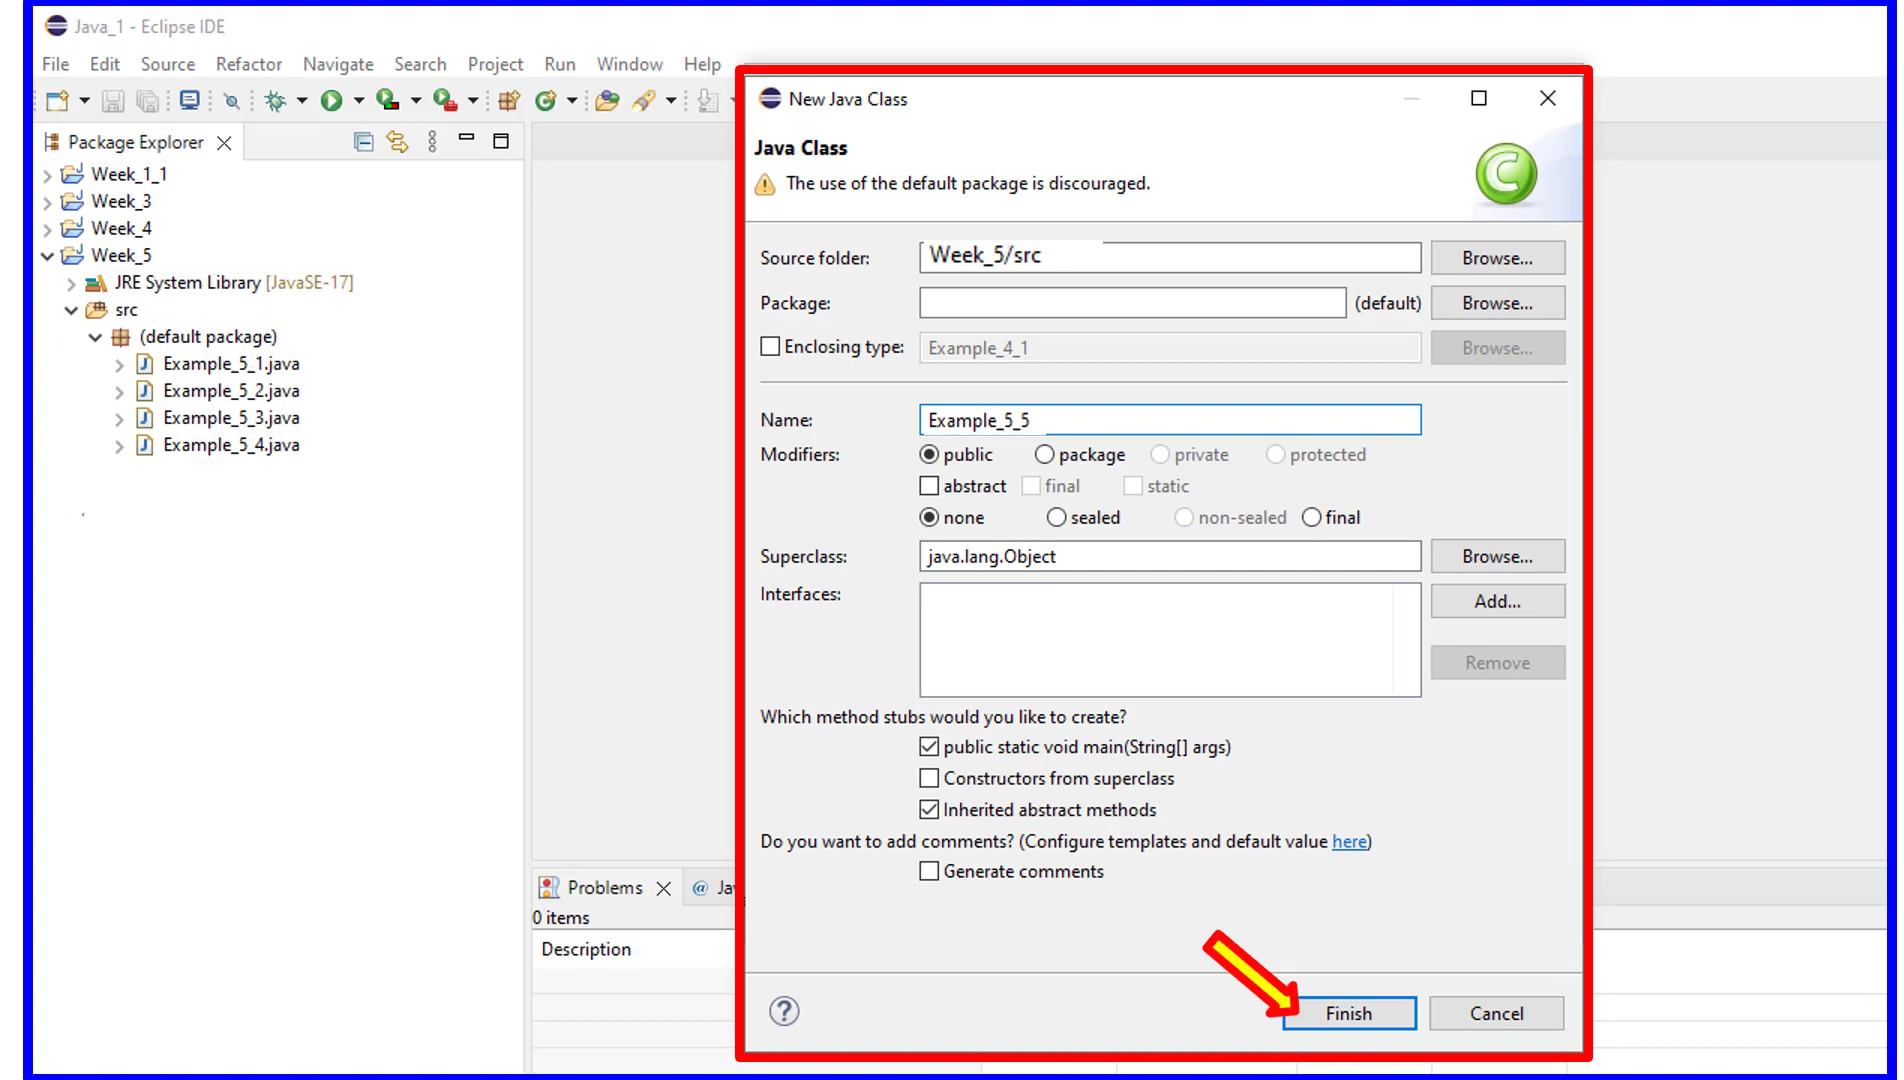 Java_1 - Eclipse IDE
File Edit Source Refactor Navigate Search Project Run Window Help
Package Explorer
Week_1_1
Week_3
Week_4
Week_5
JRE System Library [JavaSE-17]
src
(default package)
Example_5_1.java
Example_5_2.java
Example_5_3.java
Example_5_4.java
New Java Class
Java Class
The use of the default package is discouraged.
Source folder: Week_5/src Browse...
Package: (default) Browse...
Enclosing type: Example_4_1 Browse...
Name: Example_5_5
Modifiers: public package private protected
abstract final static
none sealed non-sealed final
Superclass: java.lang.Object Browse...
Interfaces: Add...
Remove
Which method stubs would you like to create?
public static void main(String[] args)
Constructors from superclass
Inherited abstract methods
Do you want to add comments? (Configure templates and default value here)
Generate comments
Finish Cancel
Problems @ Jav
0 items
Description